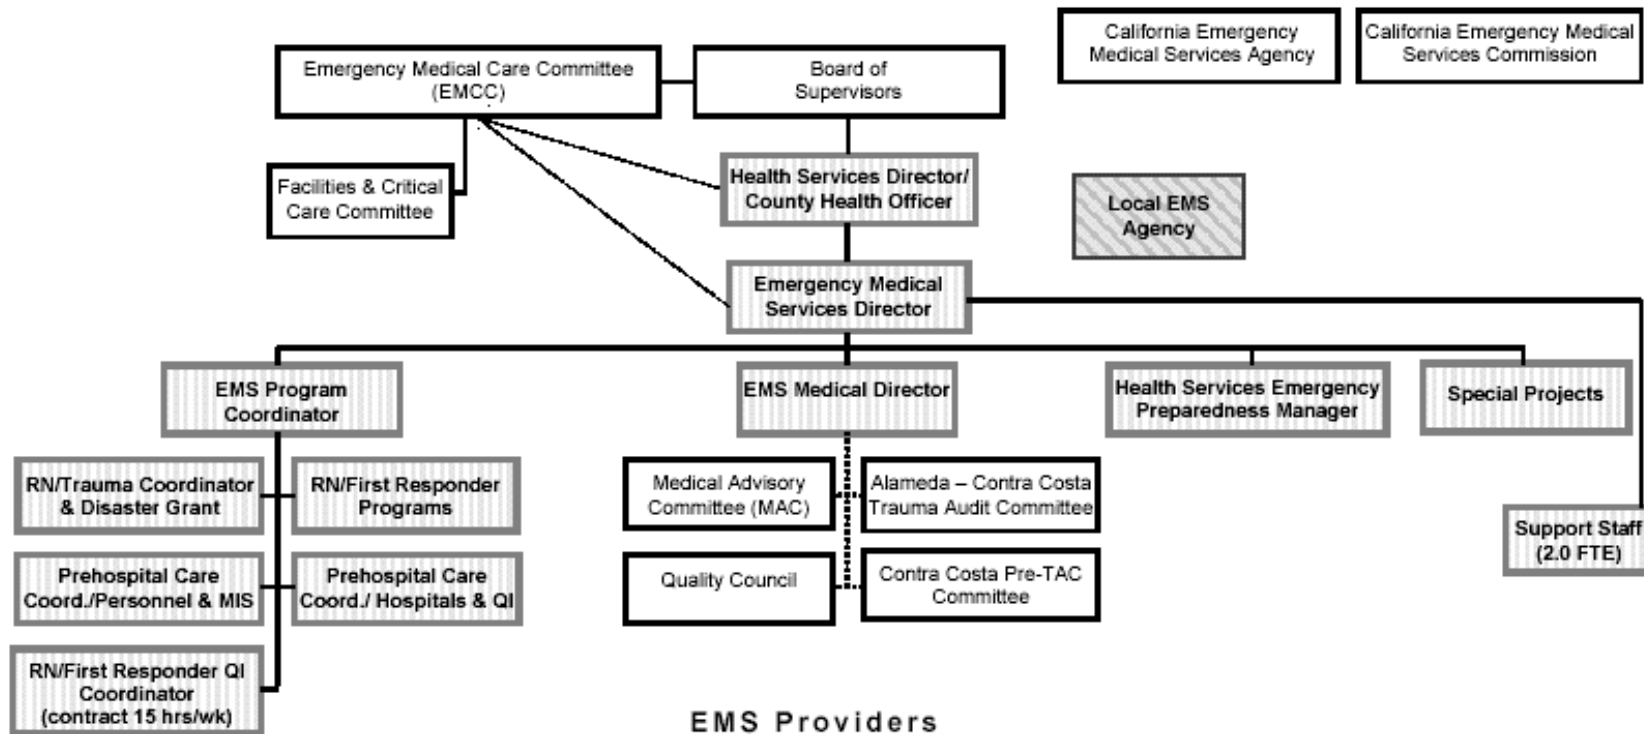 California Emergency
Medical Services Agency
California Emergency Medical
Services Commission
Emergency Medical Care Committee
(EMCC)
Board of
Supervisors
Facilities & Critical
Care Committee
Health Services Director/
County Health Officer
Local EMS
Agency
Emergency Medical
Services Director
EMS Program
Coordinator
EMS Medical Director
Health Services Emergency
Preparedness Manager
Special Projects
RN/Trauma Coordinator
& Disaster Grant
RN/First Responder
Programs
Medical Advisory
Committee (MAC)
Alameda – Contra Costa
Trauma Audit Committee
Support Staff
(2.0 FTE)
Prehospital Care
Coord./Personnel & MIS
Prehospital Care
Coord./ Hospitals & QI
Quality Council
Contra Costa Pre-TAC
Committee
RN/First Responder QI
Coordinator
(contract 15 hrs/wk)
EMS Providers